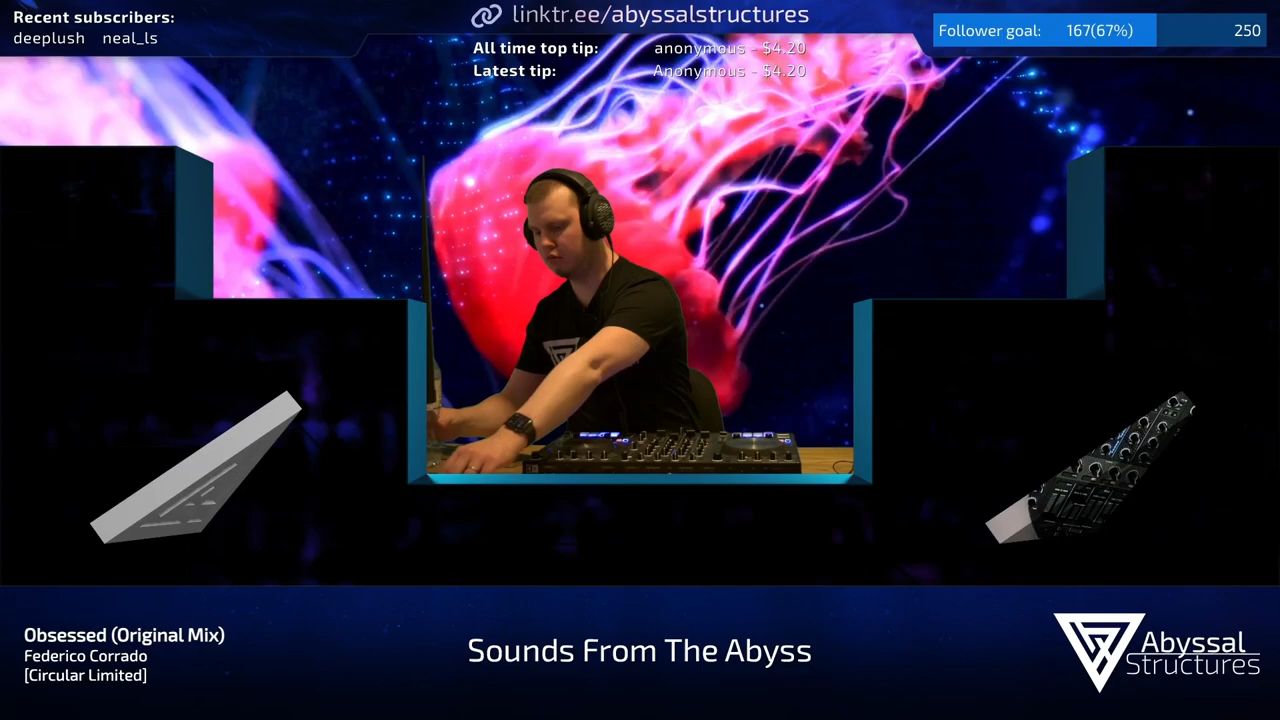 Recent subscribers:
deeplush neal_ls
linktr.ee/abyssalstructures
All time top tip: anonymous - $4.20
Latest tip: Anonymous - $4.20
Follower goal: 167(67%) 250
Obsessed (Original Mix)
Federico Corrado
[Circular Limited]
Sounds From The Abyss
Abyssal
Structures